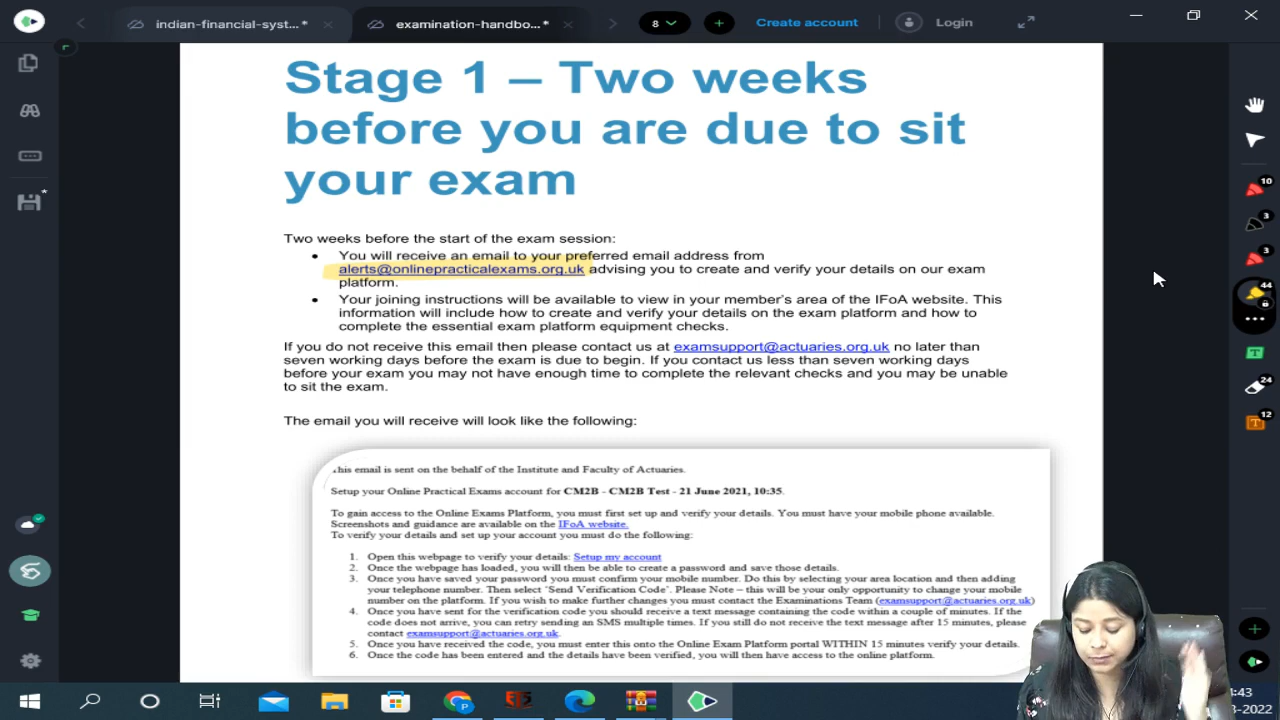 indian-financial-syst...*
examination-handbo...*
8
Create account
Login
Stage 1 – Two weeks
before you are due to sit
your exam
Two weeks before the start of the exam session:
• You will receive an email to your preferred email address from
alerts@onlinepracticalexams.org.uk advising you to create and verify your details on our exam
platform.
• Your joining instructions will be available to view in your member's area of the IFoA website. This
information will include how to create and verify your details on the exam platform and how to
complete the essential exam platform equipment checks.
If you do not receive this email then please contact us at examsupport@actuaries.org.uk no later than
seven working days before the exam is due to begin. If you contact us less than seven working days
before your exam you may not have enough time to complete the relevant checks and you may be unable
to sit the exam.
The email you will receive will look like the following:
This email is sent on the behalf of the Institute and Faculty of Actuaries.
Setup your Online Practical Exams account for CM2B - CM2B Test - 21 June 2021, 10:35.
To gain access to the Online Exams Platform, you must first set up and verify your details. You must have your mobile phone available.
Screenshots and guidance are available on the IFoA website.
To verify your details and set up your account you must do the following:
1. Open this webpage to verify your details: Setup my account
2. Once the webpage has loaded, you will then be able to create a password and save those details.
3. Once you have saved your password you must confirm your mobile number. Do this by selecting your area location and then adding
your telephone number. Then select 'Send Verification Code'. Please Note – this will be your only opportunity to change your mobile
number on the platform. If you wish to make further changes you must contact the Examinations Team (examsupport@actuaries.org.uk)
4. Once you have sent for the verification code you should receive a text message containing the code within a couple of minutes. If the
code does not arrive, you can retry sending an SMS multiple times. If you still do not receive the text message after 15 minutes, please
contact examsupport@actuaries.org.uk.
5. Once you have received the code, you must enter this onto the Online Exam Platform portal WITHIN 15 minutes verify your details.
6. Once the code has been entered and the details have been verified, you will then have access to the online platform.
10
3
3
44
T
24
T 12
:43
-2022